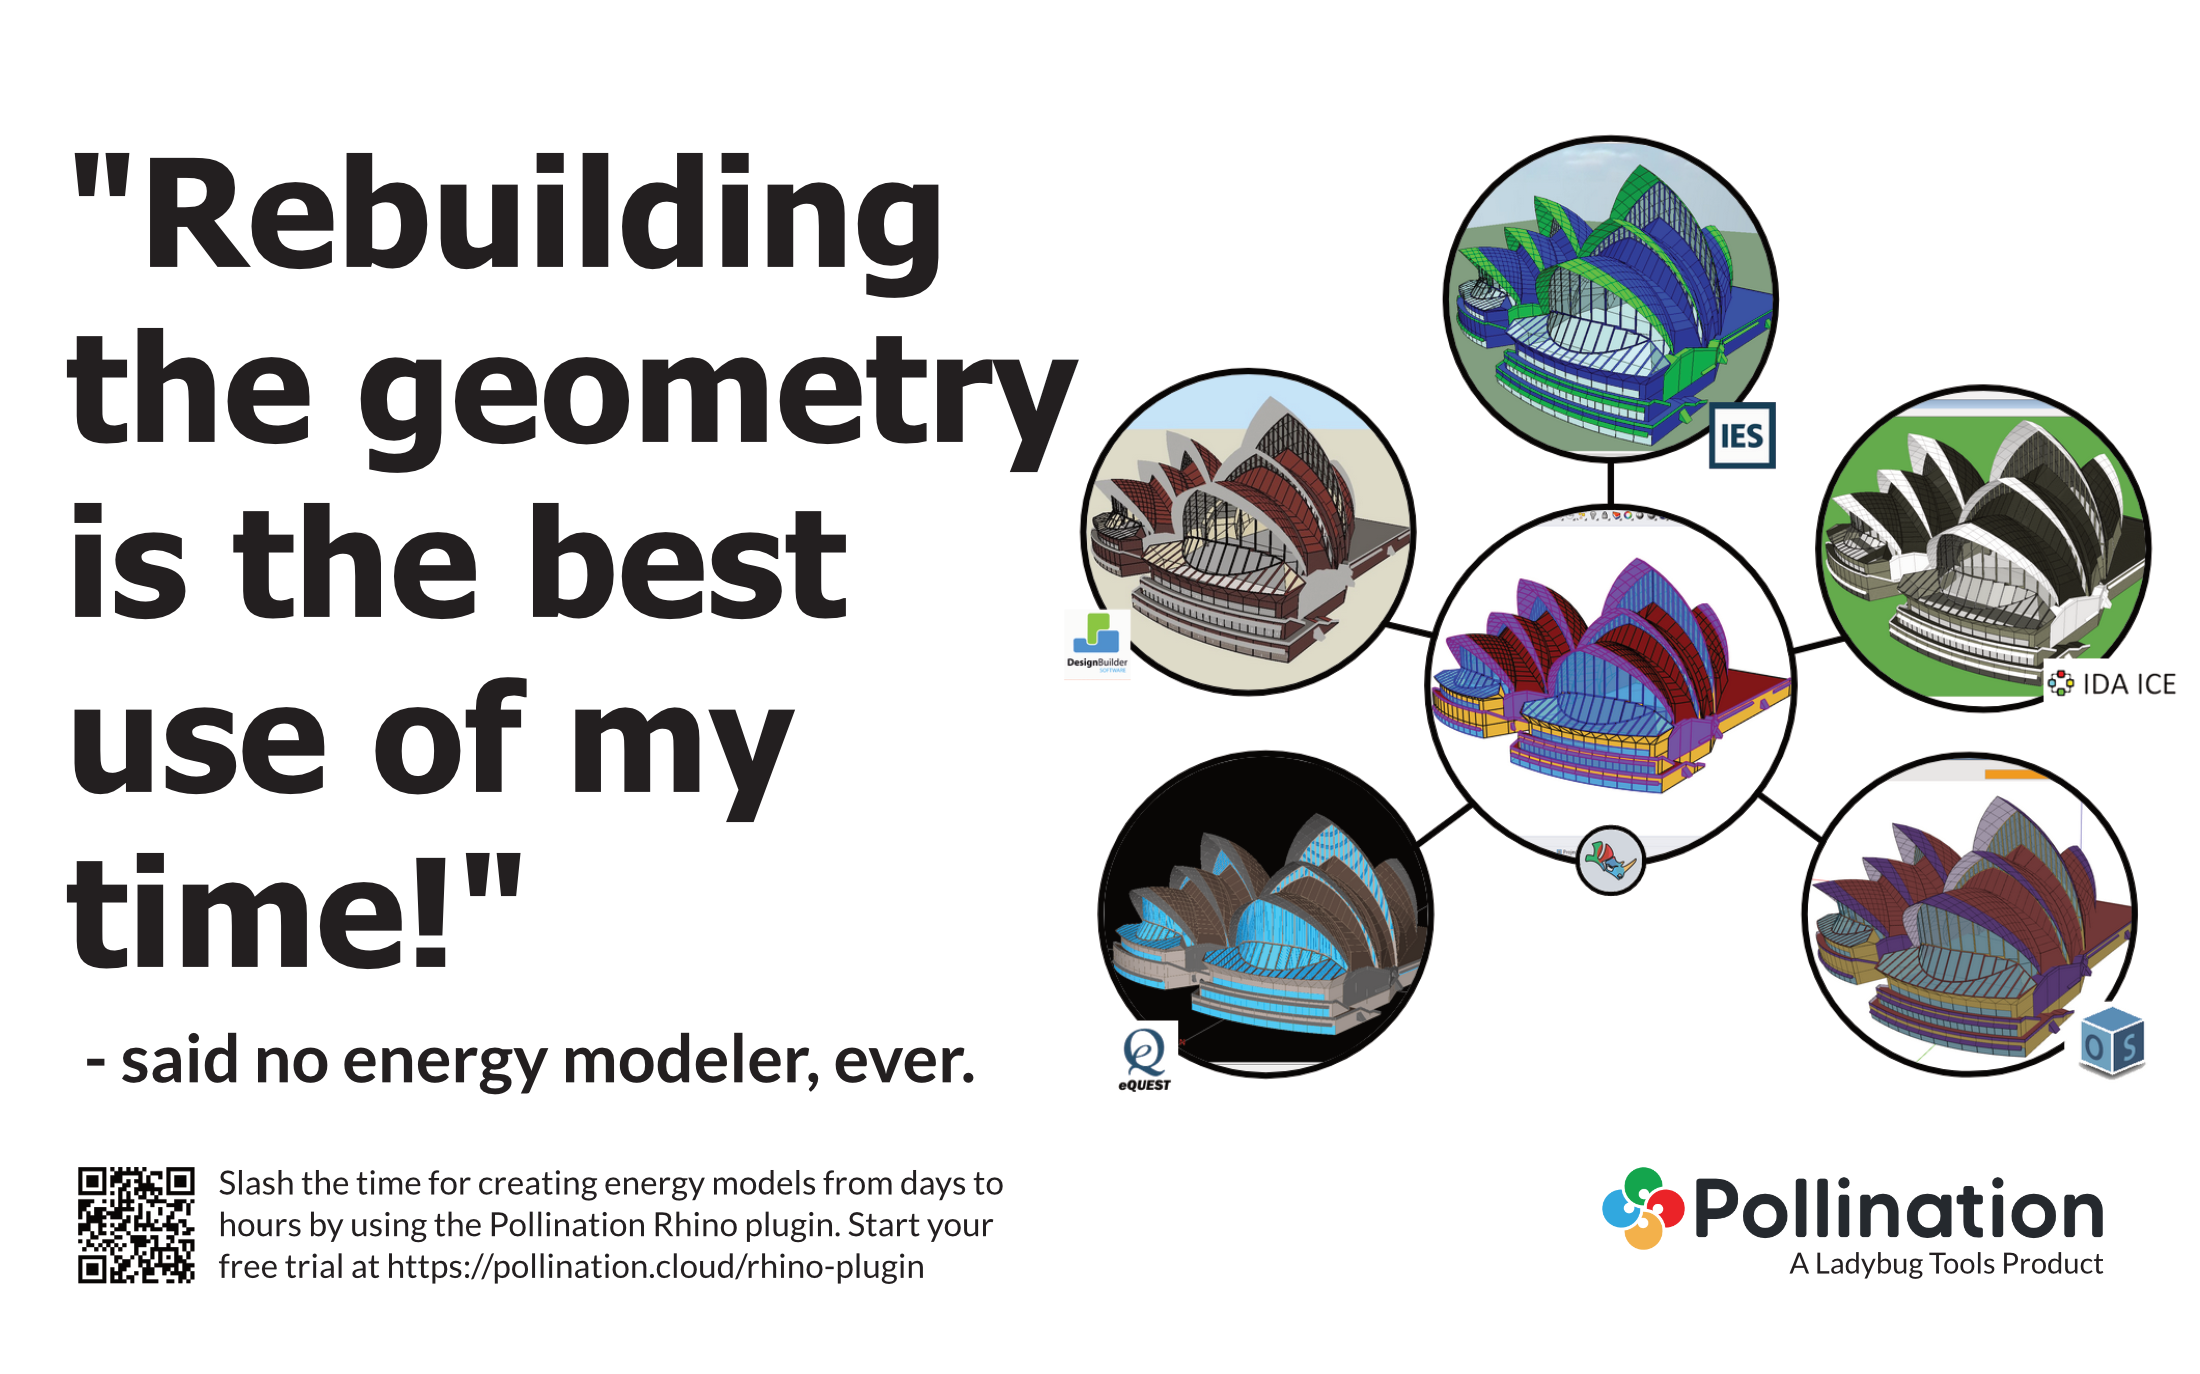 "Rebuilding
the geometry
is the best
use of my
time!"
- said no energy modeler, ever.
Slash the time for creating energy models from days to
hours by using the Pollination Rhino plugin. Start your
free trial at https://pollination.cloud/rhino-plugin
IES
DesignBuilder
SOFTWARE
IDA ICE
eQUEST
OS
Pollination
A Ladybug Tools Product